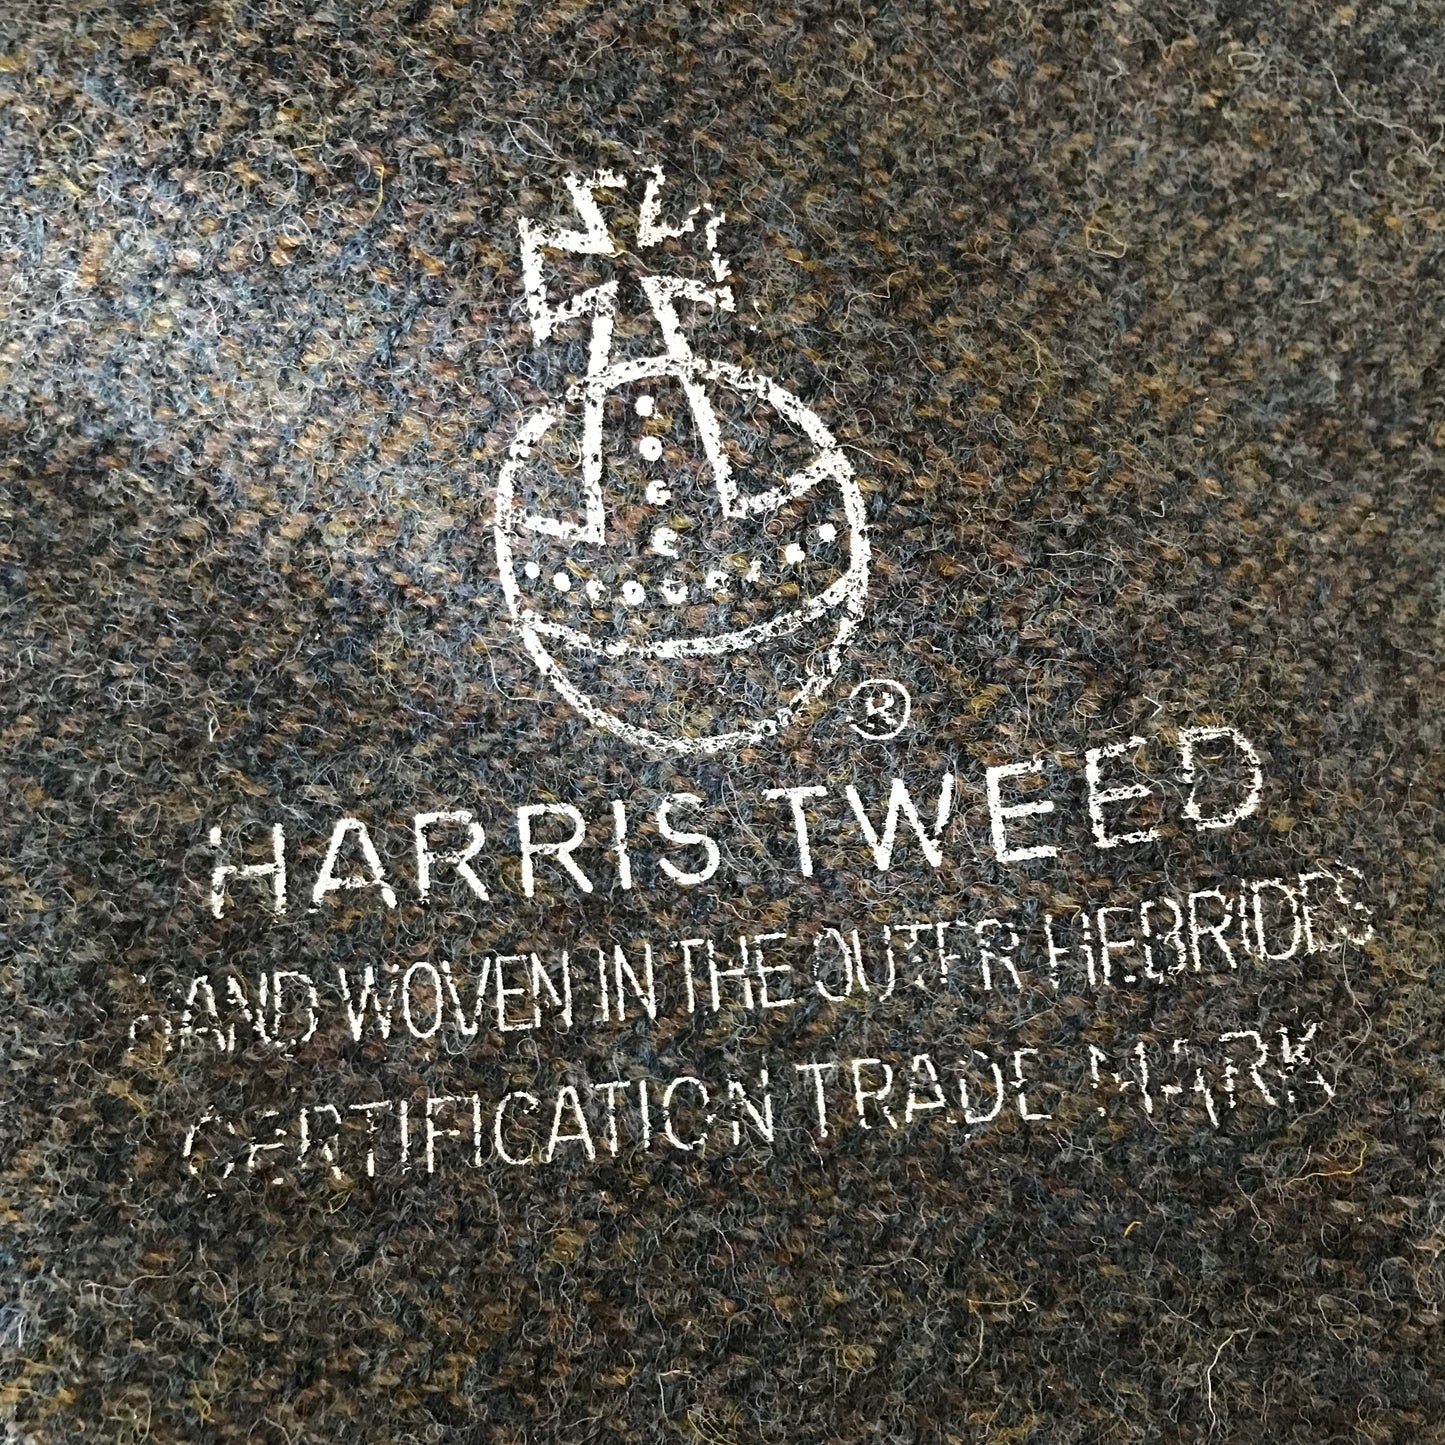 ®
HARRIS TWEED
HAND WOVEN IN THE OUTER HEBRIDES
CERTIFICATION TRADE MARK